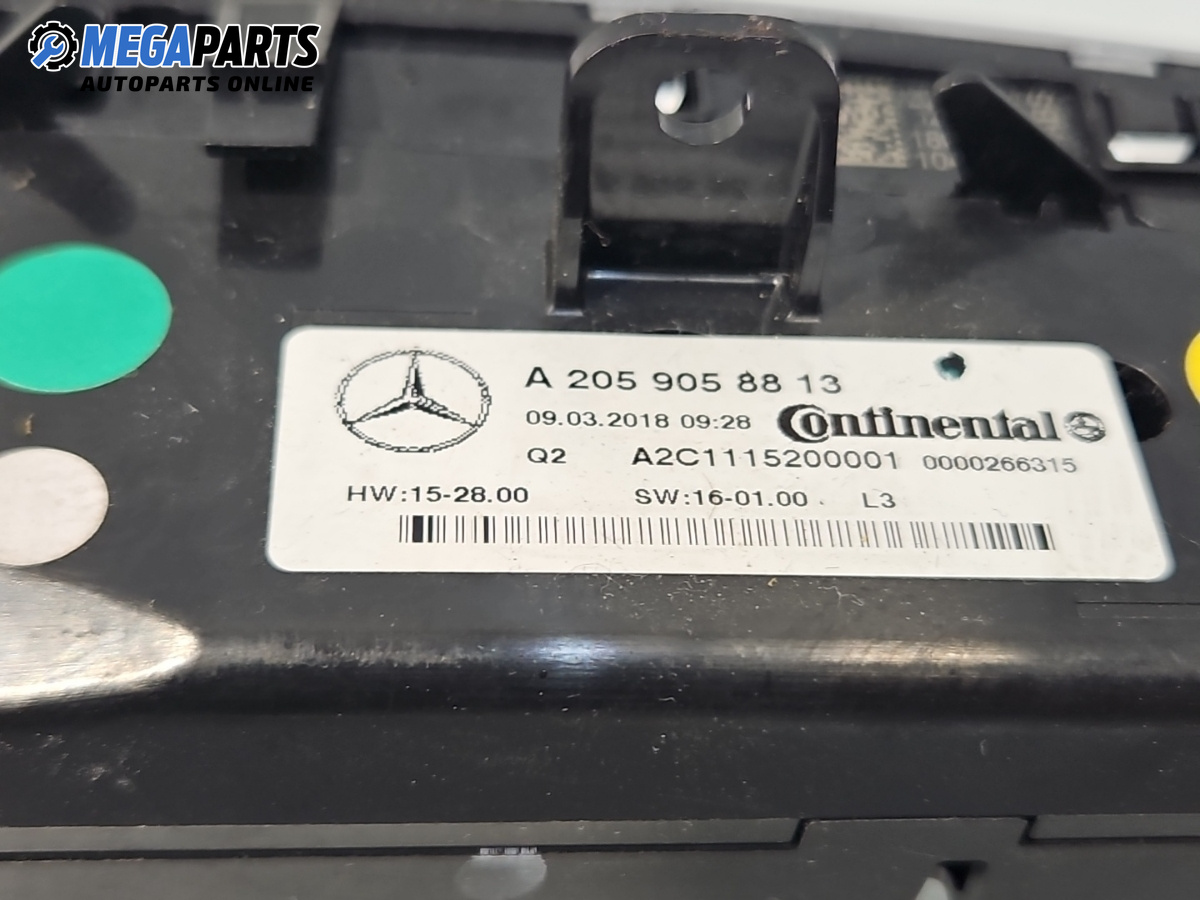 MEGAPARTS
AUTOPARTS ONLINE
A 205 905 88 13
09.03.2018 09:28
Continental
Q2 A2C1115200001 0000266315
HW:15-28.00 SW:16-01.00 L3